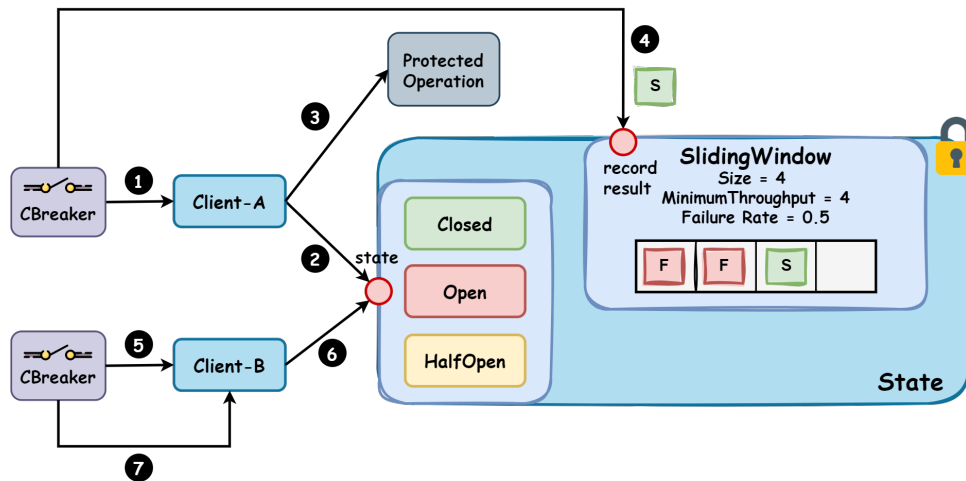 4
S
Protected
Operation
3
SlidingWindow
Size = 4
MinimumThroughput = 4
Failure Rate = 0.5
record
result
F F S
CBreaker
1
Client-A
2
state
Closed
Open
HalfOpen
State
CBreaker
5
Client-B
6
7